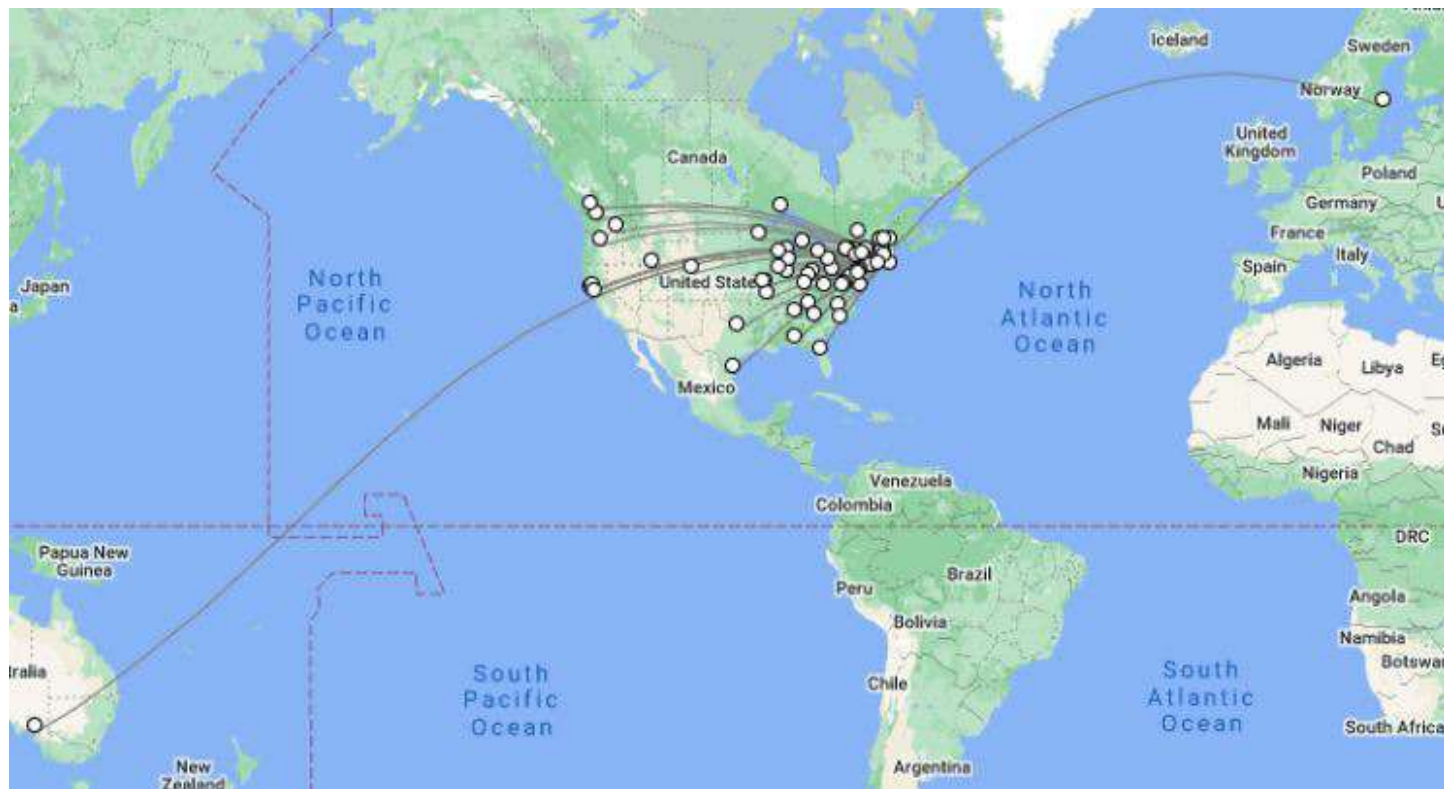 Iceland
Sweden
Norway
United
Kingdom
Canada
Poland
Germany
France
Italy
Spain
North
Pacific
Ocean
Japan
United State
North
Atlantic
Ocean
Algeria
Libya
Mexico
Mali
Niger
Chad
Nigeria
Venezuela
Colombia
DRC
Papua New
Guinea
Peru
Brazil
Angola
Bolivia
Namibia
Botswa
tralia
South
Pacific
Ocean
Chile
South
Atlantic
Ocean
South Africa
New
Zealand
Argentina